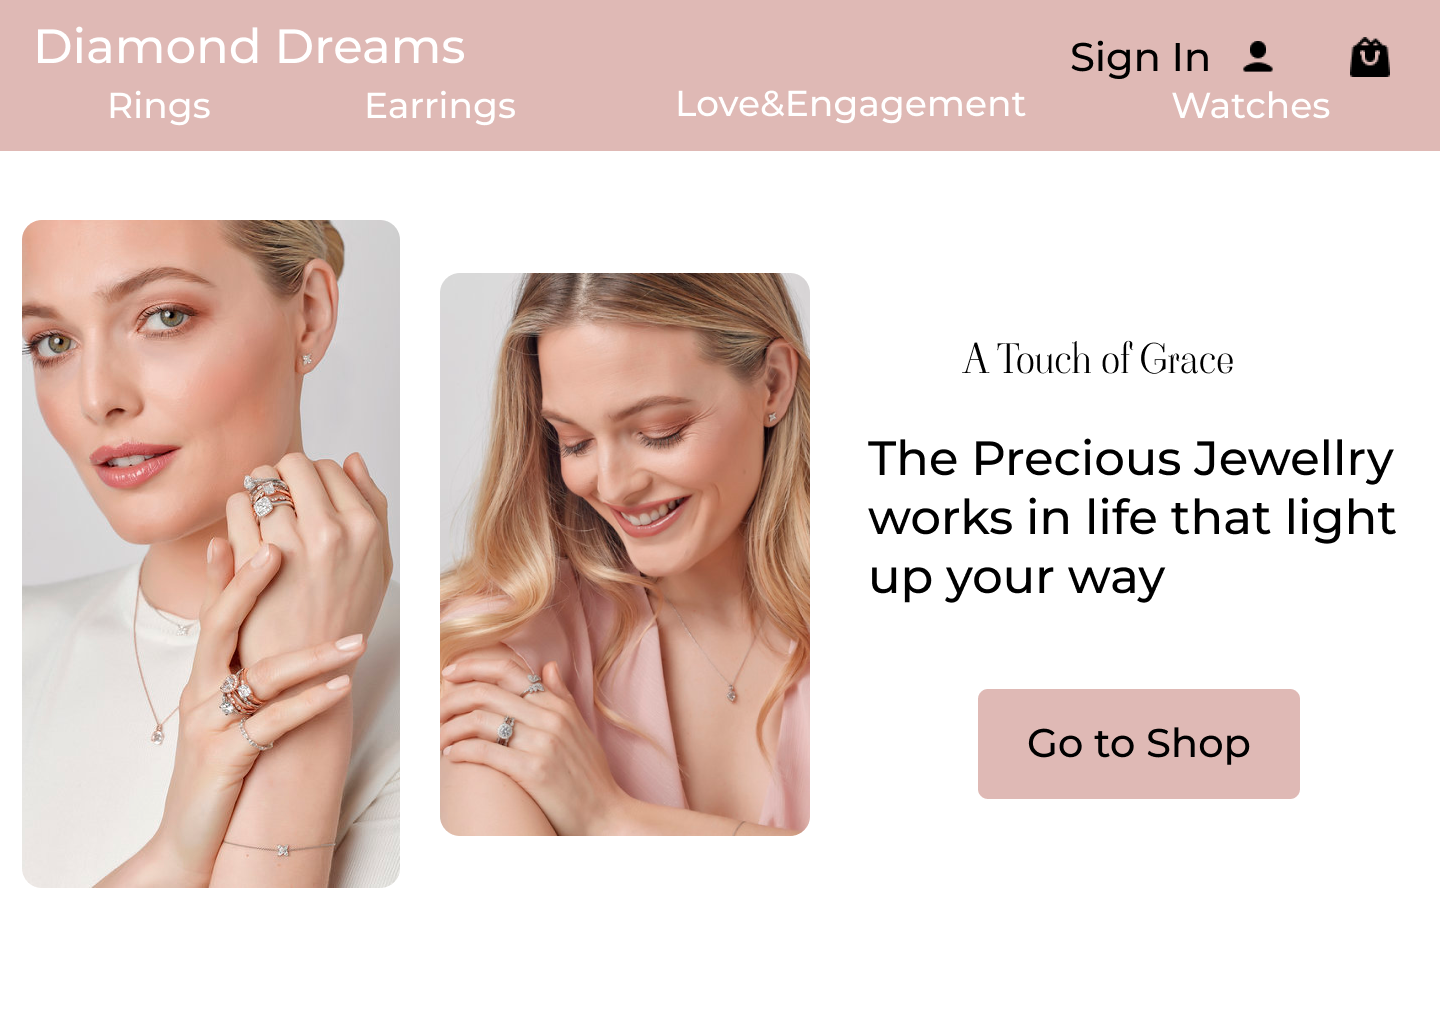 Diamond Dreams
Sign In
Rings
Earrings
Love&Engagement
Watches
A Touch of Grace
The Precious Jewellry
works in life that light
up your way
Go to Shop